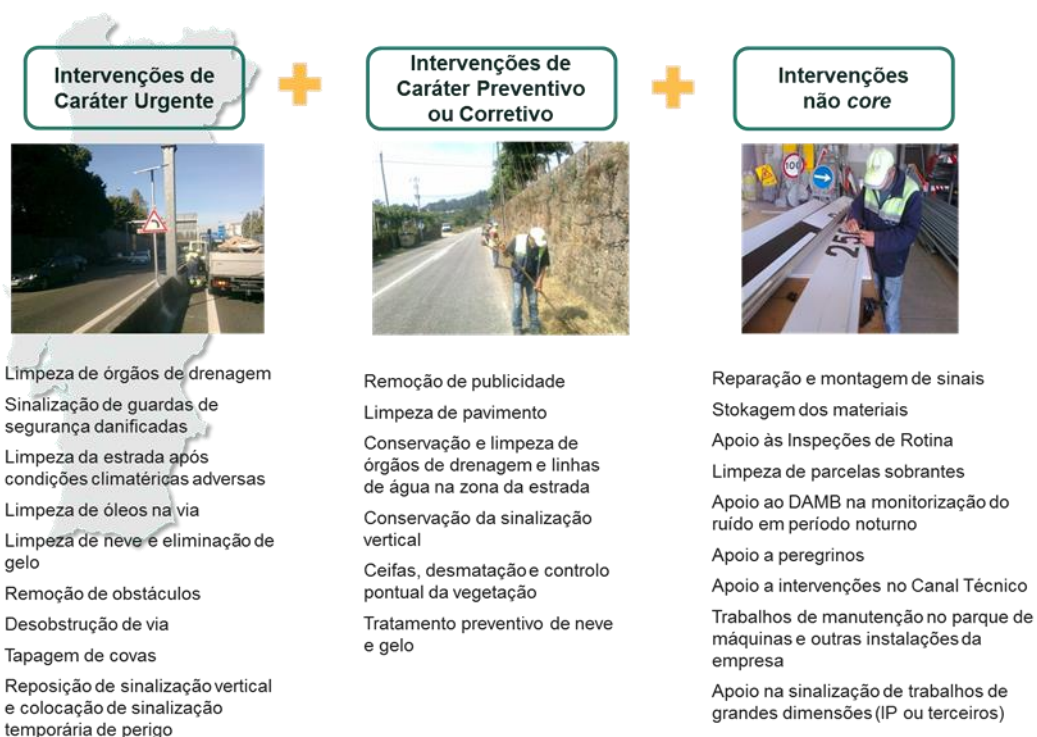 Intervenções de
Caráter Urgente
Intervenções de
Caráter Preventivo
ou Corretivo
Intervenções
não core
100
250
Limpeza de órgãos de drenagem
Sinalização de guardas de
segurança danificadas
Limpeza da estrada após
condições climatéricas adversas
Limpeza de óleos na via
Limpeza de neve e eliminação de
gelo
Remoção de obstáculos
Desobstrução de via
Tapagem de covas
Reposição de sinalização vertical
e colocação de sinalização
temporária de perigo
Remoção de publicidade
Limpeza de pavimento
Conservação e limpeza de
órgãos de drenagem e linhas
de água na zona da estrada
Conservação da sinalização
vertical
Ceifas, desmatação e controlo
pontual da vegetação
Tratamento preventivo de neve
e gelo
Reparação e montagem de sinais
Stokagem dos materiais
Apoio às Inspeções de Rotina
Limpeza de parcelas sobrantes
Apoio ao DAMB na monitorização do
ruído em período noturno
Apoio a peregrinos
Apoio a intervenções no Canal Técnico
Trabalhos de manutenção no parque de
máquinas e outras instalações da
empresa
Apoio na sinalização de trabalhos de
grandes dimensões (IP ou terceiros)